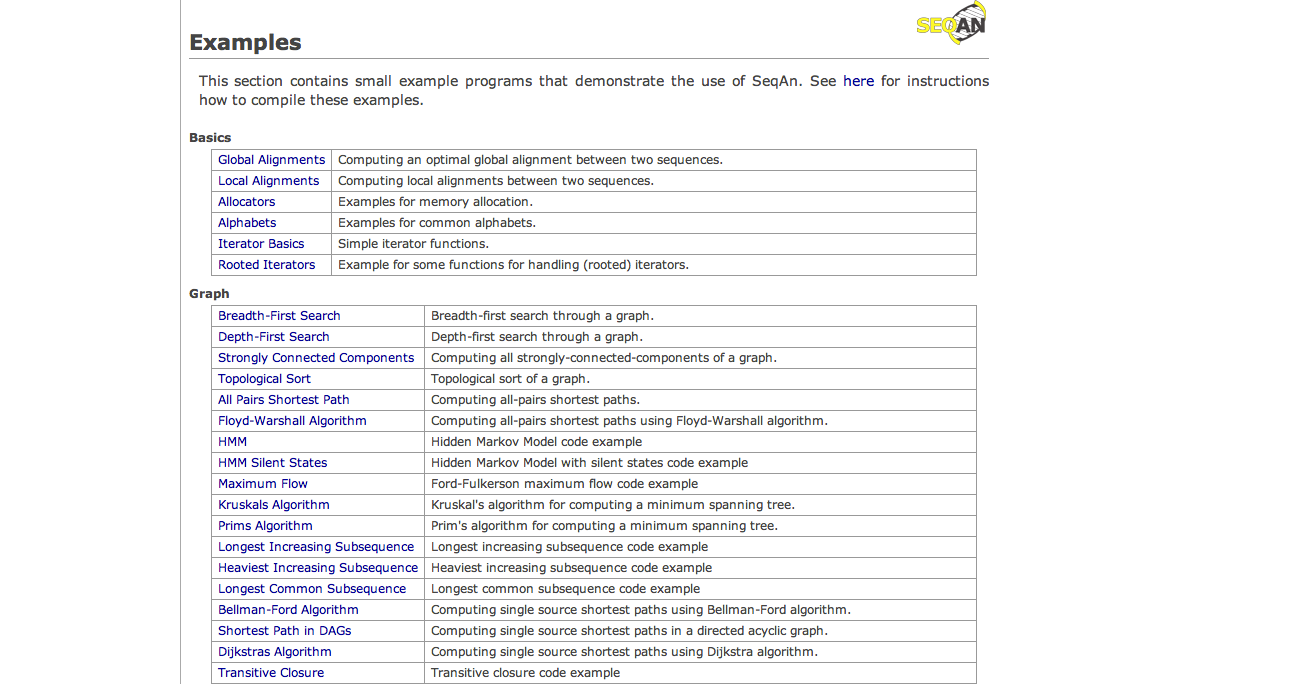 SEQAN
Examples
This section contains small example programs that demonstrate the use of SeqAn. See here for instructions
how to compile these examples.
Basics
Global Alignments Computing an optimal global alignment between two sequences.
Local Alignments Computing local alignments between two sequences.
Allocators Examples for memory allocation.
Alphabets Examples for common alphabets.
Iterator Basics Simple iterator functions.
Rooted Iterators Example for some functions for handling (rooted) iterators.
Graph
Breadth-First Search Breadth-first search through a graph.
Depth-First Search Depth-first search through a graph.
Strongly Connected Components Computing all strongly-connected-components of a graph.
Topological Sort Topological sort of a graph.
All Pairs Shortest Path Computing all-pairs shortest paths.
Floyd-Warshall Algorithm Computing all-pairs shortest paths using Floyd-Warshall algorithm.
HMM Hidden Markov Model code example
HMM Silent States Hidden Markov Model with silent states code example
Maximum Flow Ford-Fulkerson maximum flow code example
Kruskals Algorithm Kruskal's algorithm for computing a minimum spanning tree.
Prims Algorithm Prim's algorithm for computing a minimum spanning tree.
Longest Increasing Subsequence Longest increasing subsequence code example
Heaviest Increasing Subsequence Heaviest increasing subsequence code example
Longest Common Subsequence Longest common subsequence code example
Bellman-Ford Algorithm Computing single source shortest paths using Bellman-Ford algorithm.
Shortest Path in DAGs Computing single source shortest paths in a directed acyclic graph.
Dijkstras Algorithm Computing single source shortest paths using Dijkstra algorithm.
Transitive Closure Transitive closure code example